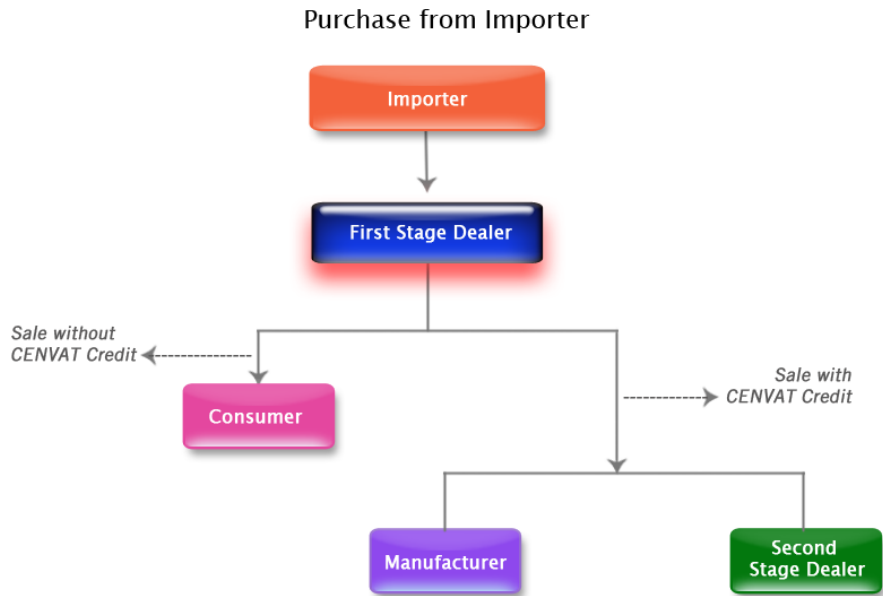 Purchase from Importer
Importer
First Stage Dealer
Sale without
CENVAT Credit
Sale with
CENVAT Credit
Consumer
Manufacturer
Second
Stage Dealer